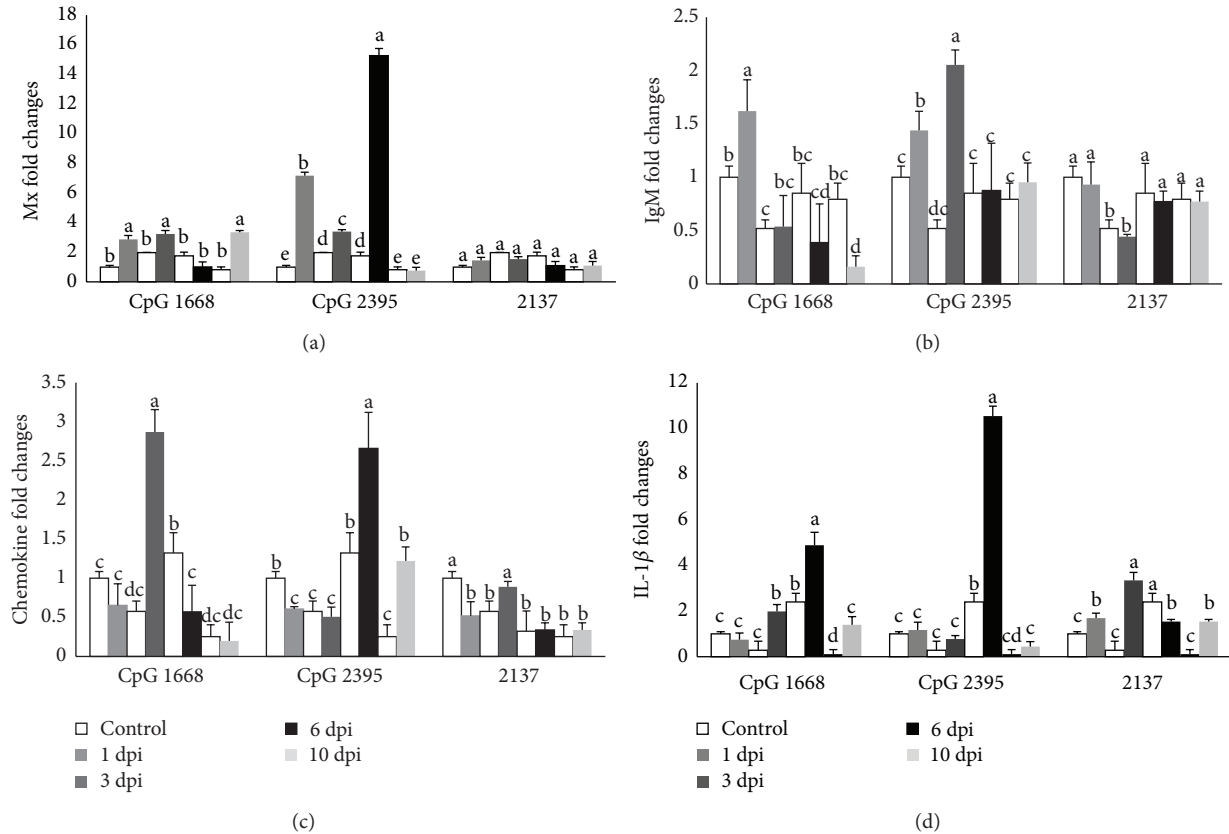 18
16
14
12
10
8
6
4
2
0
Mx fold changes
b a b a b b b a
e b d c d a e e
a a a a a a a a
CpG 1668 CpG 2395 2137
(a)
2.5
2
1.5
1
0.5
0
IgM fold changes
b a c bc bc cd bc d
c b dc a c c c c
a a b b a a a a
CpG 1668 CpG 2395 2137
(b)
3.5
3
2.5
2
1.5
1
0.5
0
Chemokine fold changes
c c dc a b c dc dc
b c c c b a c b
a b b a b b b b
CpG 1668 CpG 2395 2137
Control
1 dpi
3 dpi
6 dpi
10 dpi
(c)
12
10
8
6
4
2
0
IL-1β fold changes
c c c b b a d c
c c c c b a cd c
c b c a a b c b
CpG 1668 CpG 2395 2137
Control
1 dpi
3 dpi
6 dpi
10 dpi
(d)